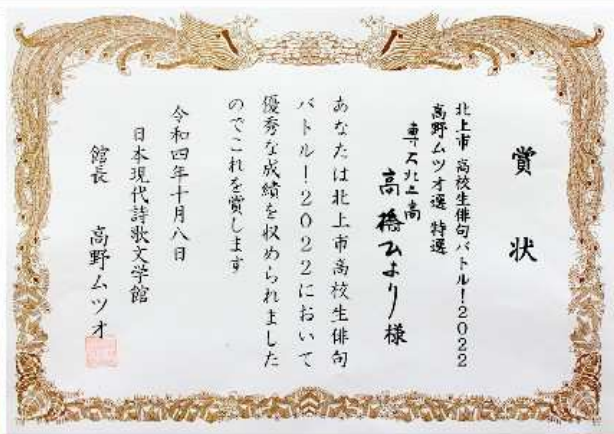 賞状
北上市 高校生俳句バトル！2022
高野ムツオ選 特選
専大北上高
高橋ひより様
あなたは北上市高校生俳句
バトル！2022において
優秀な成績を収められました
のでこれを賞します
令和四年十月八日
日本現代詩歌文学館
館長 高野ムツオ